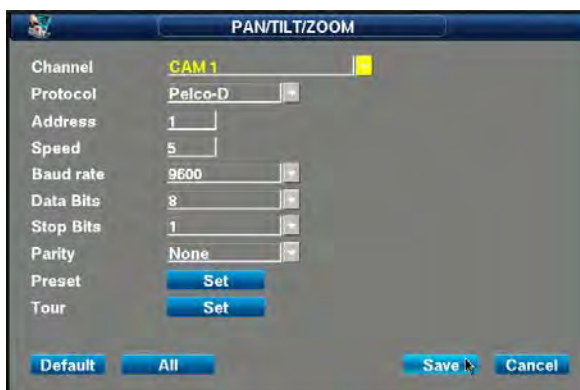 PAN/TILT/ZOOM
Channel CAM 1
Protocol Pelco-D
Address 1
Speed 5
Baud rate 9600
Data Bits 8
Stop Bits 1
Parity None
Preset Set
Tour Set
Default All Save Cancel